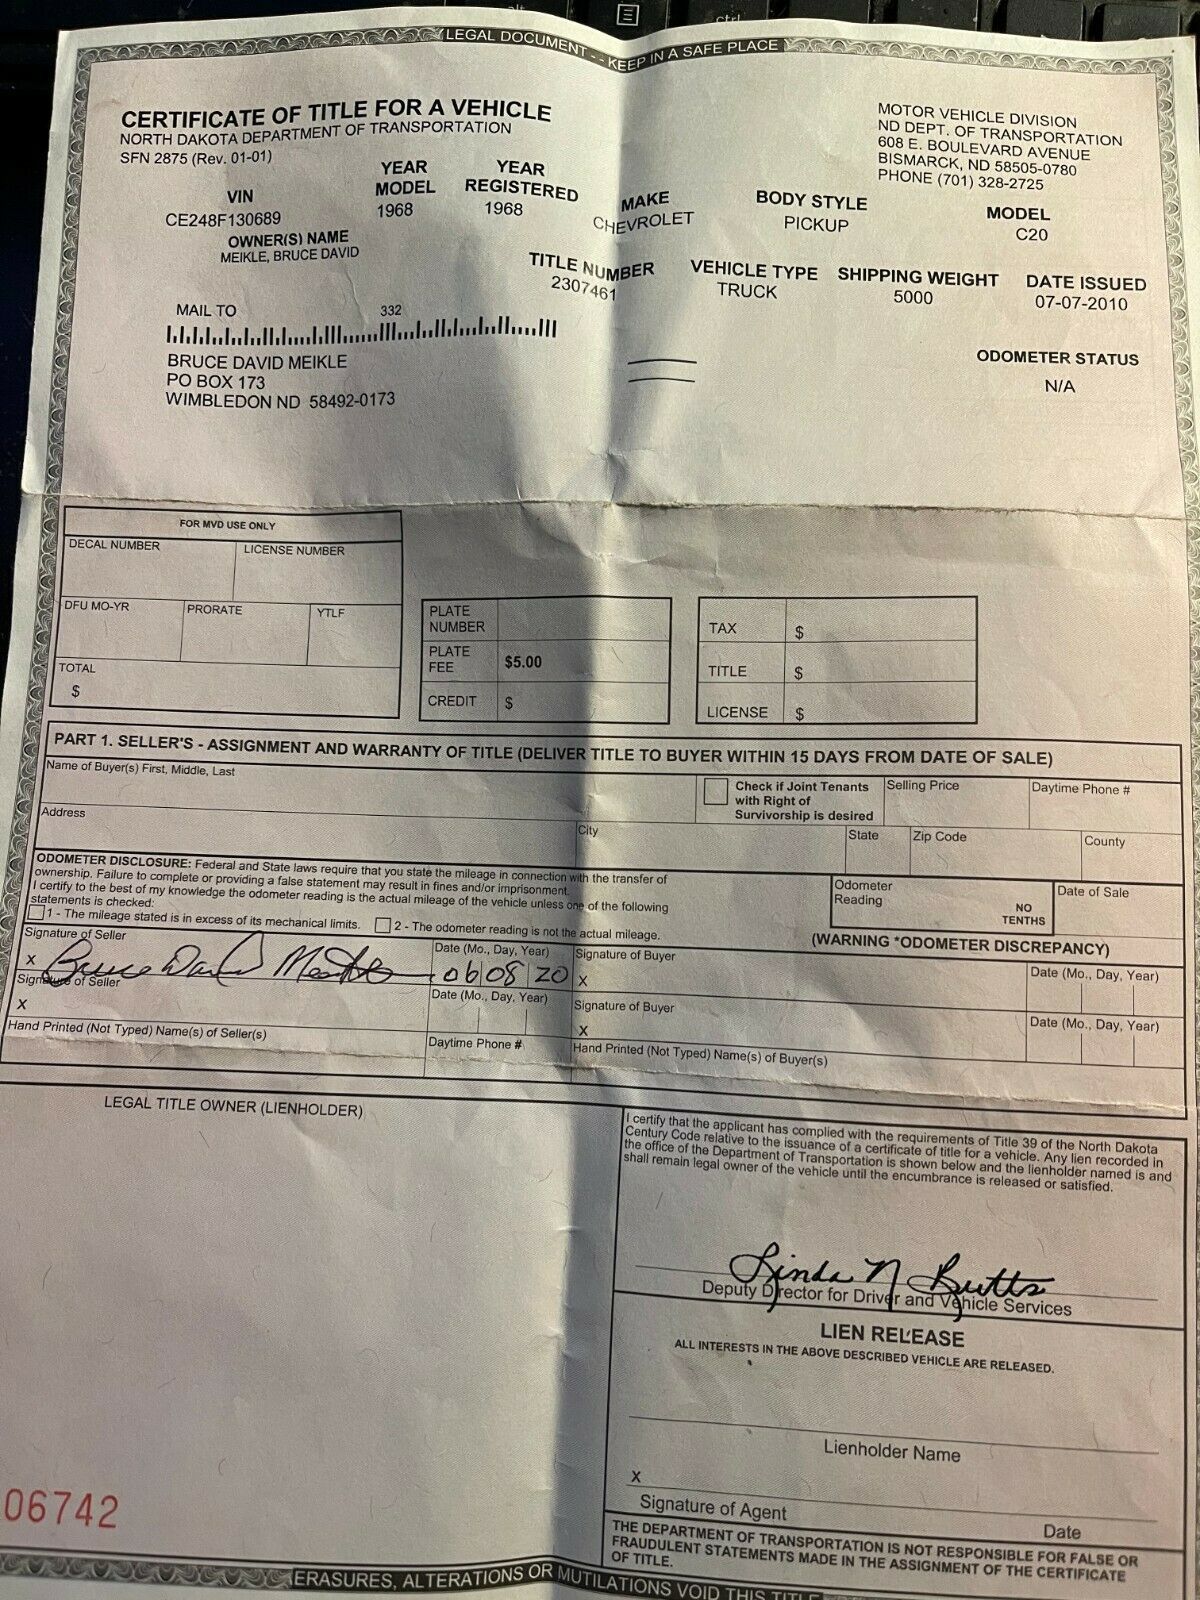 alt
ctrl
LEGAL DOCUMENT - - KEEP IN A SAFE PLACE
CERTIFICATE OF TITLE FOR A VEHICLE
NORTH DAKOTA DEPARTMENT OF TRANSPORTATION
SFN 2875 (Rev. 01-01)
MOTOR VEHICLE DIVISION
ND DEPT. OF TRANSPORTATION
608 E. BOULEVARD AVENUE
BISMARCK, ND 58505-0780
PHONE (701) 328-2725
VIN
CE248F130689
YEAR MODEL
1968
YEAR REGISTERED
1968
MAKE
CHEVROLET
BODY STYLE
PICKUP
MODEL
C20
OWNER(S) NAME
MEIKLE, BRUCE DAVID
TITLE NUMBER
2307461
VEHICLE TYPE
TRUCK
SHIPPING WEIGHT
5000
DATE ISSUED
07-07-2010
MAIL TO
332
BRUCE DAVID MEIKLE
PO BOX 173
WIMBLEDON ND 58492-0173
ODOMETER STATUS
N/A
FOR MVD USE ONLY
DECAL NUMBER
LICENSE NUMBER
DFU MO-YR
PRORATE
YTLF
TOTAL
$
PLATE NUMBER
PLATE FEE
$5.00
CREDIT
$
TAX
$
TITLE
$
LICENSE
$
PART 1. SELLER'S - ASSIGNMENT AND WARRANTY OF TITLE (DELIVER TITLE TO BUYER WITHIN 15 DAYS FROM DATE OF SALE)
Name of Buyer(s) First, Middle, Last
Check if Joint Tenants
with Right of
Survivorship is desired
Selling Price
Daytime Phone #
Address
City
State
Zip Code
County
ODOMETER DISCLOSURE: Federal and State laws require that you state the mileage in connection with the transfer of
ownership. Failure to complete or providing a false statement may result in fines and/or imprisonment.
I certify to the best of my knowledge the odometer reading is the actual mileage of the vehicle unless one of the following
statements is checked:
1 - The mileage stated is in excess of its mechanical limits.
2 - The odometer reading is not the actual mileage.
Odometer
Reading
NO
TENTHS
Date of Sale
(WARNING *ODOMETER DISCREPANCY)
Signature of Seller
x Bruce David Meikle
Date (Mo., Day, Year)
06 08 20
Signature of Buyer
x
Date (Mo., Day, Year)
Signature of Seller
x
Date (Mo., Day, Year)
Signature of Buyer
x
Date (Mo., Day, Year)
Hand Printed (Not Typed) Name(s) of Seller(s)
Daytime Phone #
Hand Printed (Not Typed) Name(s) of Buyer(s)
LEGAL TITLE OWNER (LIENHOLDER)
I certify that the applicant has complied with the requirements of Title 39 of the North Dakota
Century Code relative to the issuance of a certificate of title for a vehicle. Any lien recorded in
the office of the Department of Transportation is shown below and the lienholder named is and
shall remain legal owner of the vehicle until the encumbrance is released or satisfied.
Linda N Butts
Deputy Director for Driver and Vehicle Services
LIEN RELEASE
ALL INTERESTS IN THE ABOVE DESCRIBED VEHICLE ARE RELEASED.
Lienholder Name
x
Signature of Agent
Date
THE DEPARTMENT OF TRANSPORTATION IS NOT RESPONSIBLE FOR FALSE OR
FRAUDULENT STATEMENTS MADE IN THE ASSIGNMENT OF THE CERTIFICATE
OF TITLE.
06742
ERASURES, ALTERATIONS OR MUTILATIONS VOID THIS TITLE